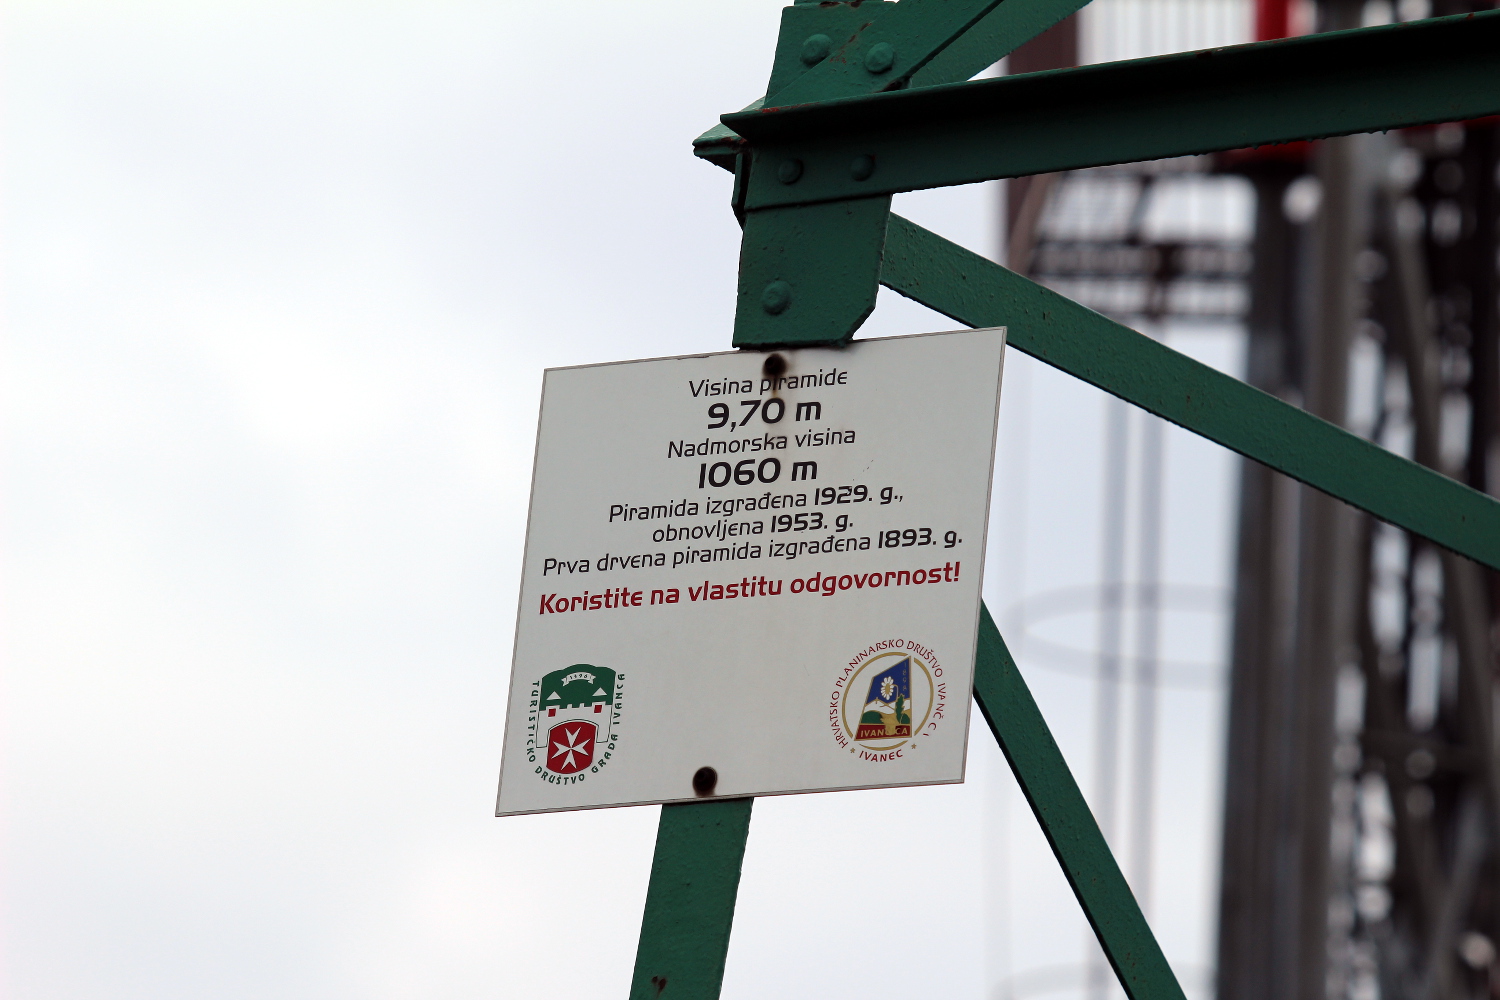 Visina piramide
9,70 m
Nadmorska visina
1060 m
Piramida izgrađena 1929. g.,
obnovljena 1953. g.
Prva drvena piramida izgrađena 1893. g.
Koristite na vlastitu odgovornost!
TURISTIČKO DRUŠTVO GRADA IVANCA
HRVATSKO PLANINARSKO DRUŠTVO IVANČICA
IVANEC